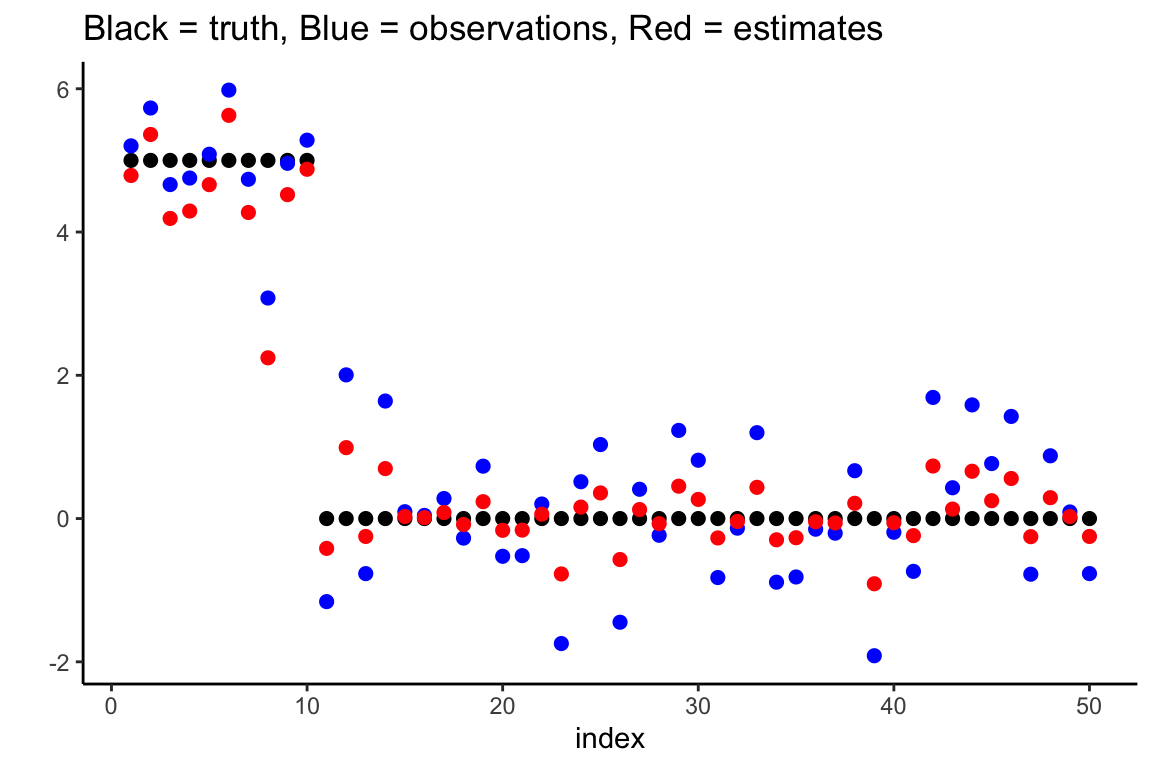 Black = truth, Blue = observations, Red = estimates
6
4
2
0
-2
0 10 20 30 40 50
index